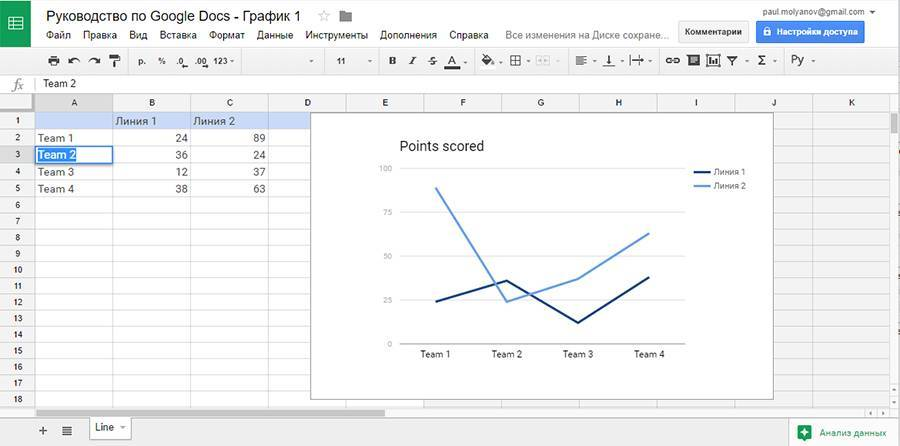 Руководство по Google Docs - График 1
paul.molyanov@gmail.com
Файл Правка Вид Вставка Формат Данные Инструменты Дополнения Справка Все изменения на Диске сохране...
Комментарии
Настройки доступа
р. % .0 .00 123 11 B I S A Σ Ру
fx Team 2
A B C D E F G H I J K
1 Линия 1 Линия 2
2 Team 1 24 89
3 Team 2 36 24
4 Team 3 12 37
5 Team 4 38 63
6
7
8
9
10
11
12
13
14
15
16
17
18
Points scored
100
75
50
25
0
Team 1 Team 2 Team 3 Team 4
Линия 1
Линия 2
Line
Анализ данных